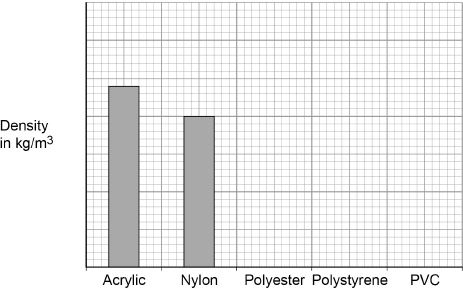 Density
in kg/m³
Acrylic Nylon Polyester Polystyrene PVC